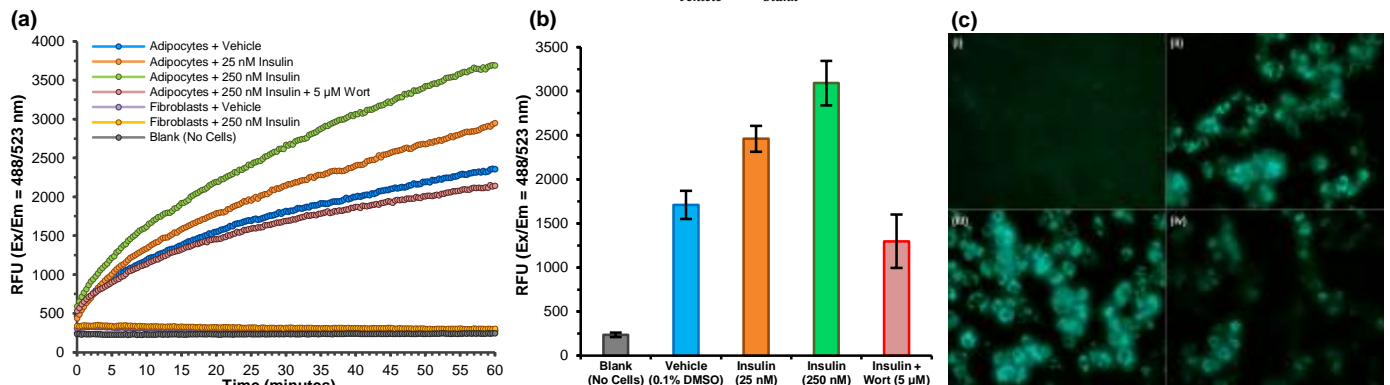 Vehicle
(a)
(b)
(c)
RFU (Ex/Em = 488/523 nm)
4000
3500
3000
2500
2000
1500
1000
500
0
Adipocytes + Vehicle
Adipocytes + 25 nM Insulin
Adipocytes + 250 nM Insulin
Adipocytes + 250 nM Insulin + 5 µM Wort
Fibroblasts + Vehicle
Fibroblasts + 250 nM Insulin
Blank (No Cells)
0 5 10 15 20 25 30 35 40 45 50 55 60
Time (minutes)
RFU (Ex/Em = 488/523 nm)
3500
3000
2500
2000
1500
1000
500
0
Blank Vehicle Insulin Insulin Insulin +
(No Cells) (0.1% DMSO) (25 nM) (250 nM) Wort (5 µM)
(i)
(ii)
(iii)
(iv)